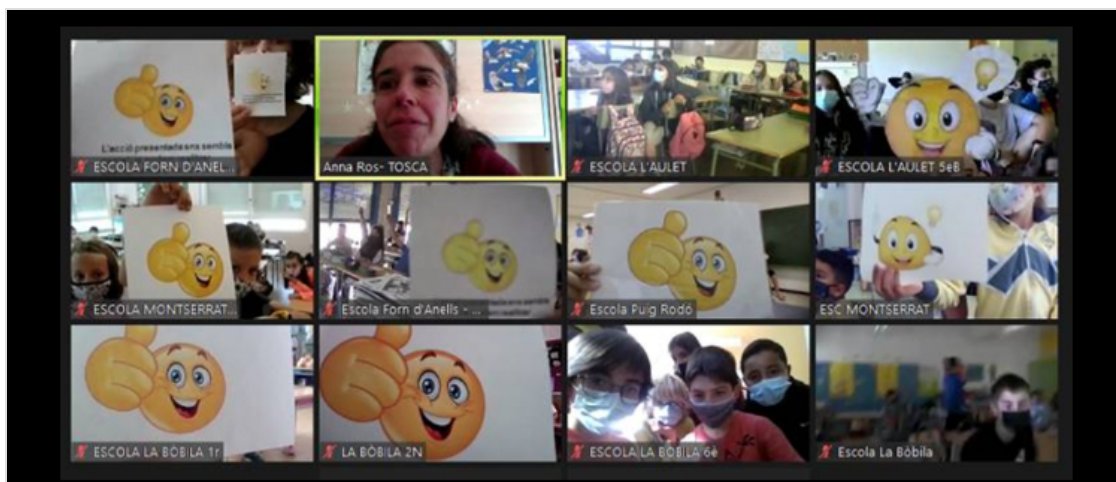 L'acció presentada ens sembla
ESCOLA FORN D'ANEL...
Anna Ros- TOSCA
ESCOLA L'AULET
ESCOLA L'AULET 5eB
ESCOLA MONTSERRAT...
Escola Forn d'Anells - ...
Escola Puig Rodó
ESC MONTSERRAT
ESCOLA LA BÒBILA 1r
LA BÒBILA 2N
ESCOLA LA BÒBILA 6è
Escola La Bòbila